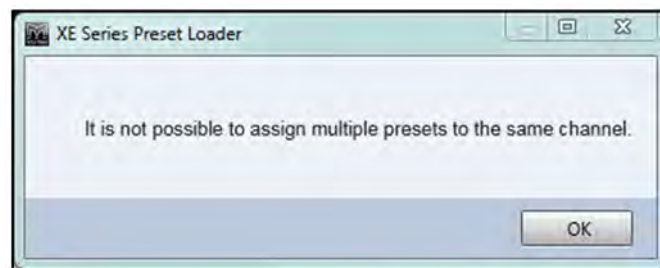 XE Series Preset Loader
It is not possible to assign multiple presets to the same channel.
OK